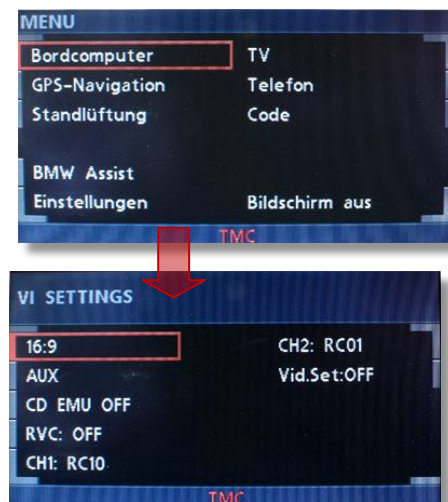 MENU
Bordcomputer TV
GPS-Navigation Telefon
Standlüftung Code
BMW Assist
Einstellungen Bildschirm aus
TMC
VI SETTINGS
16:9 CH2: RC01
AUX Vid.Set:OFF
CD EMU OFF
RVC: OFF
CH1: RC10
TMC